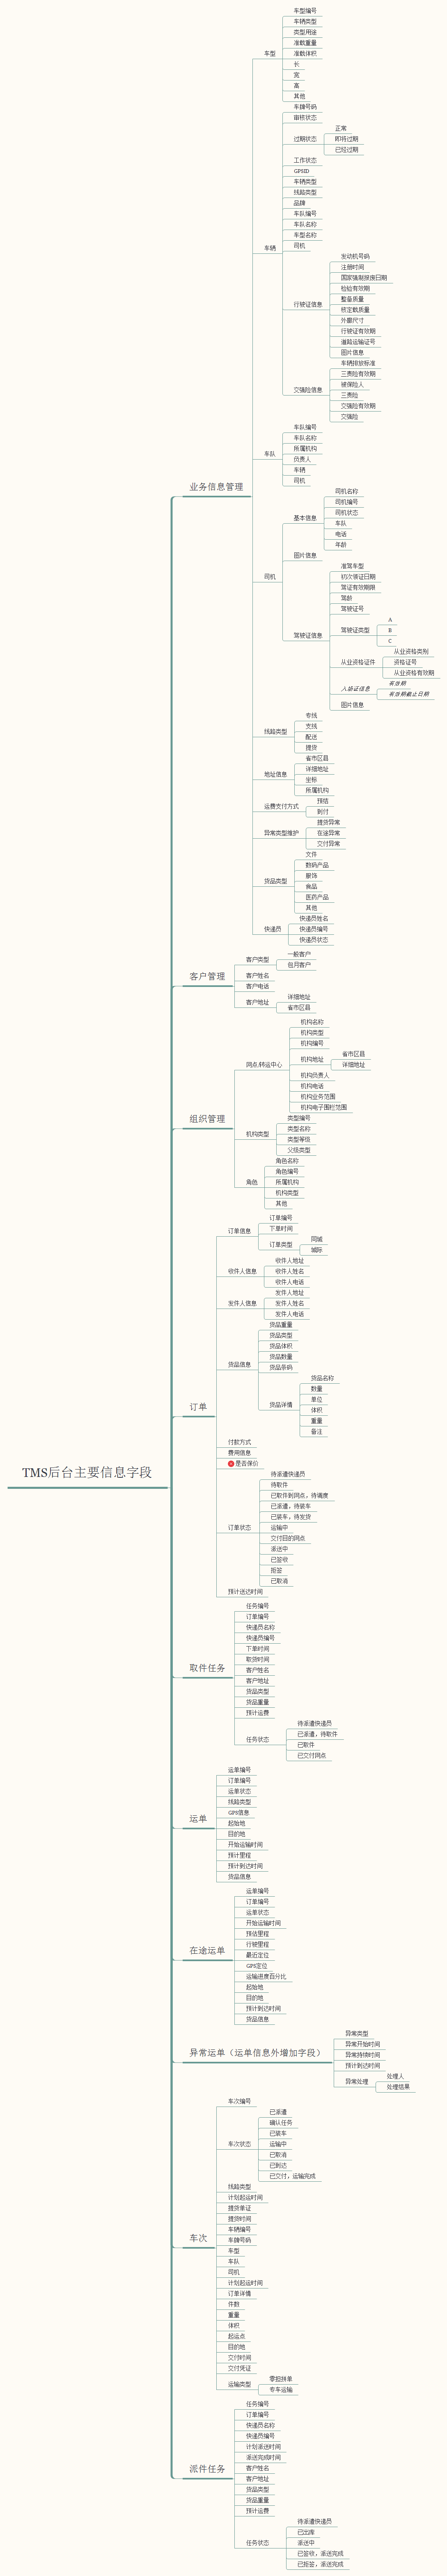 车型
车型编号
车辆类型
类型用途
准载重量
准载体积
长
宽
高
其他
车辆
车牌号码
审核状态
过期状态
正常
即将过期
已经过期
工作状态
GPSID
车辆类型
线路类型
品牌
车队编号
车队名称
车型名称
司机
行驶证信息
发动机号码
注册时间
国家强制报废日期
检验有效期
整备质量
核定载质量
外廓尺寸
行驶证有效期
道路运输证号
图片信息
交强险信息
车辆排放标准
三责险有效期
被保险人
三责险
交强险有效期
交强险
车队
车队编号
车队名称
所属机构
负责人
车辆
司机
业务信息管理
司机
基本信息
司机名称
司机编号
司机状态
车队
电话
年龄
图片信息
驾驶证信息
准驾车型
初次领证日期
驾证有效期限
驾龄
驾驶证号
驾驶证类型
A
B
C
从业资格证件
从业资格类别
资格证号
从业资格有效期
入场证信息
有效期
有效期截止日期
图片信息
线路类型
专线
支线
配送
提货
地址信息
省市区县
详细地址
坐标
所属机构
运费支付方式
预估
到付
异常类型维护
提货异常
在途异常
交付异常
货品类型
文件
数码产品
服饰
食品
医药产品
其他
快递员
快递员姓名
快递员编号
快递员状态
客户管理
客户类型
一般客户
包月客户
客户姓名
客户电话
客户地址
详细地址
省市区县
组织管理
网点/转运中心
机构名称
机构类型
机构编号
机构地址
省市区县
详细地址
机构负责人
机构电话
机构业务范围
机构电子围栏范围
机构类型
类型编号
类型名称
类型等级
父级类型
角色
角色名称
角色编号
所属机构
机构类型
其他
订单
订单信息
订单编号
下单时间
订单类型
同城
城际
收件人信息
收件人地址
收件人姓名
收件人电话
发件人信息
发件人地址
发件人姓名
发件人电话
货品信息
货品重量
货品类型
货品体积
货品数量
货品条码
货品详情
货品名称
数量
单位
体积
重量
备注
付款方式
费用信息
是否保价
订单状态
待派遣快递员
待取件
已取件到网点，待调度
已派遣，待装车
已装车，待发货
运输中
交付目的网点
派送中
已签收
拒签
已取消
预计送达时间
TMS后台主要信息字段
取件任务
任务编号
订单编号
快递员名称
快递员编号
下单时间
取货时间
客户姓名
客户地址
货品类型
货品重量
预计运费
任务状态
待派遣快递员
已派遣，待取件
已取件
已交付网点
运单
运单编号
订单编号
运单状态
线路类型
GPS信息
起始地
目的地
开始运输时间
预计里程
预计到达时间
货品信息
在途运单
运单编号
订单编号
运单状态
开始运输时间
预估里程
行驶里程
最近定位
GPS定位
运输进度百分比
起始地
目的地
预计到达时间
货品信息
异常运单（运单信息外增加字段）
异常类型
异常开始时间
异常持续时间
预计到达时间
异常处理
处理人
处理结果
车次
车次编号
车次状态
已派遣
确认任务
已装车
运输中
已取消
已到达
已交付，运输完成
线路类型
计划起运时间
提货单证
提货时间
车辆编号
车牌号码
车型
车队
司机
计划起运时间
订单详情
件数
重量
体积
起运点
目的地
交付时间
交付凭证
运输类型
零担拼单
专车运输
派件任务
任务编号
订单编号
快递员名称
快递员编号
计划派送时间
派送完成时间
客户姓名
客户地址
货品类型
货品重量
预计运费
任务状态
待派遣快递员
已出库
派送中
已签收，派送完成
已拒签，派送完成